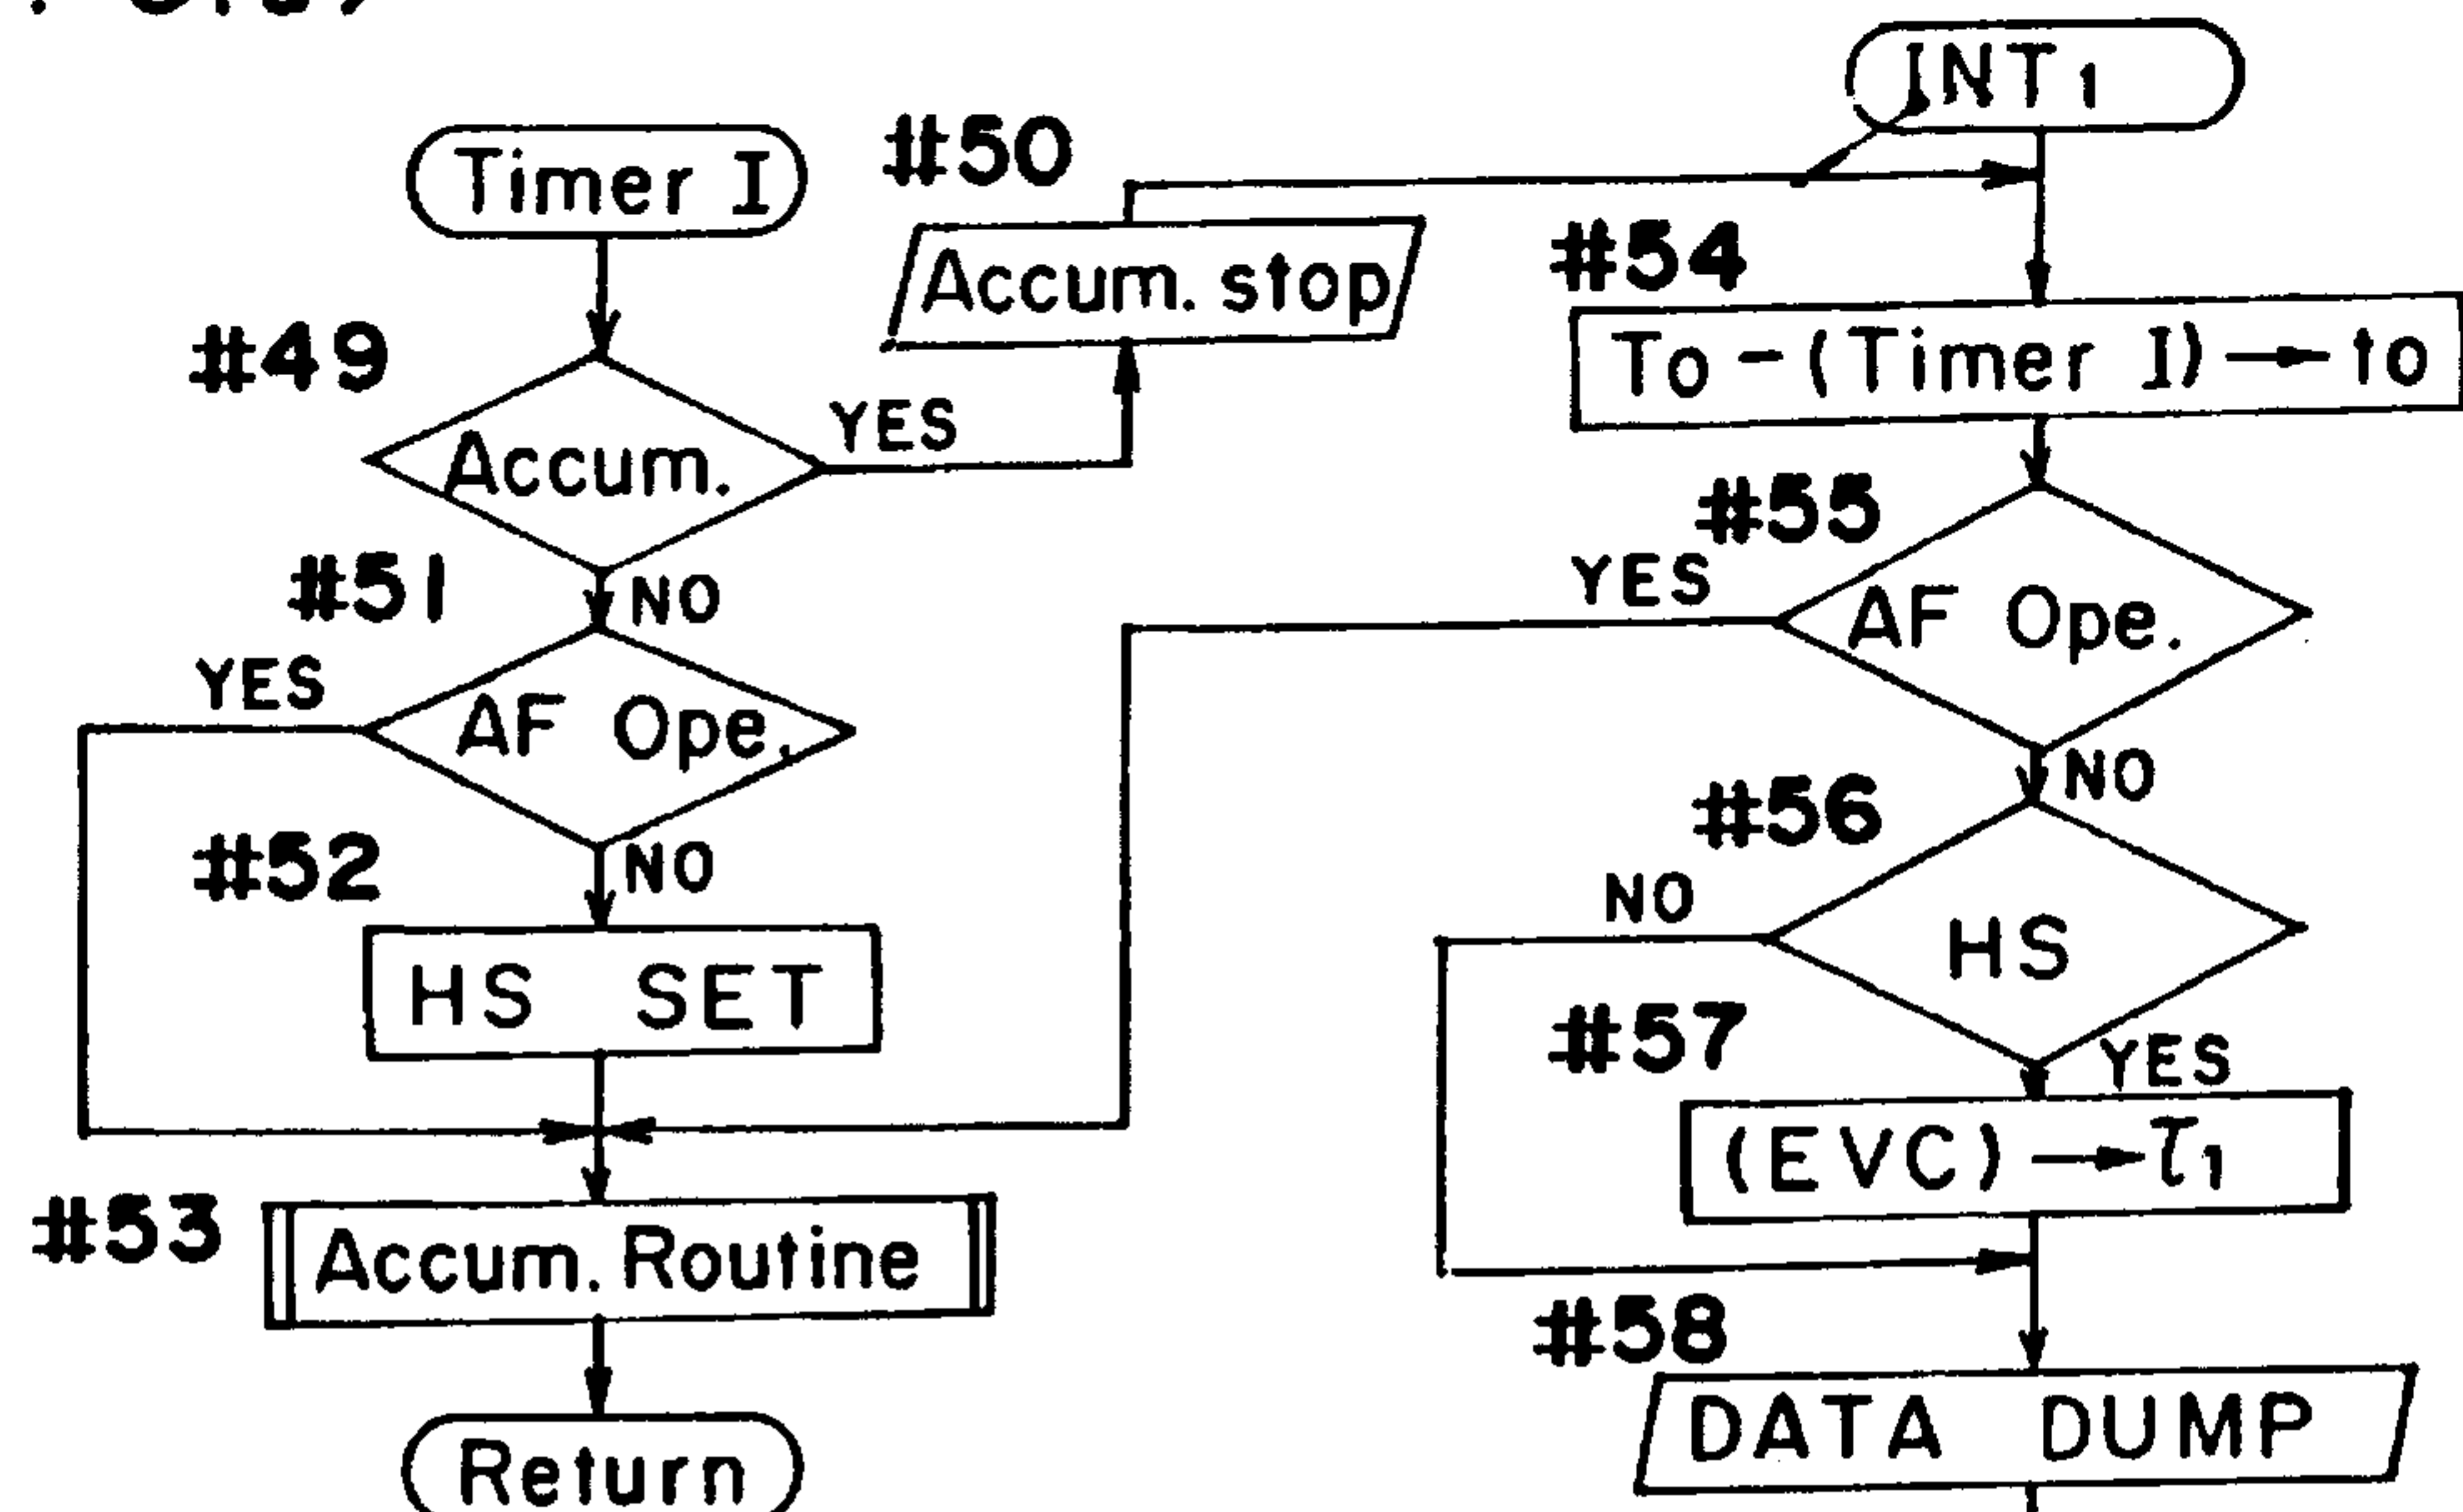 Timer I
#49
Accum.
YES
#50
Accum. stop
NO
#51
AF Ope.
YES
NO
#52
HS SET
#53
Accum. Routine
Return
INT1
#54
To-(Timer I)→to
#55
AF Ope.
YES
NO
#56
HS
NO
YES
#57
(EVC)→τ1
#58
DATA DUMP